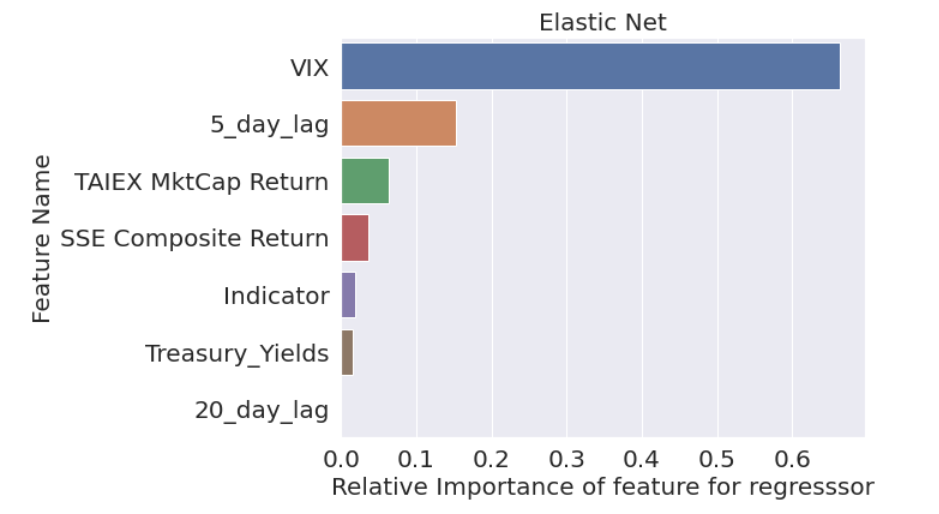 Elastic Net
Feature Name
VIX
5_day_lag
TAIEX MktCap Return
SSE Composite Return
Indicator
Treasury_Yields
20_day_lag
0.0 0.1 0.2 0.3 0.4 0.5 0.6
Relative Importance of feature for regresssor